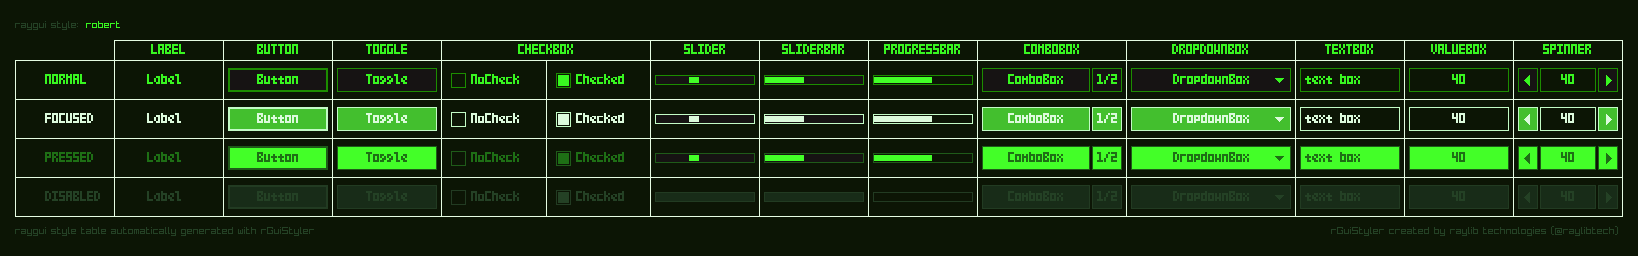 raygui style: robert
LABEL BUTTON TOGGLE CHECKBOX SLIDER SLIDERBAR PROGRESSBAR COMBOBOX DROPDOWNBOX TEXTBOX VALUEBOX SPINNER
NORMAL Label Button Toggle NoCheck Checked ComboBox 1/2 DropdownBox text box 40 40
FOCUSED Label Button Toggle NoCheck Checked ComboBox 1/2 DropdownBox text box 40 40
PRESSED Label Button Toggle NoCheck Checked ComboBox 1/2 DropdownBox text box 40 40
DISABLED Label Button Toggle NoCheck Checked ComboBox 1/2 DropdownBox text box 40 40
raygui style table automatically generated with rGuiStyler rGuiStyler created by raylib technologies (@raylibtech)